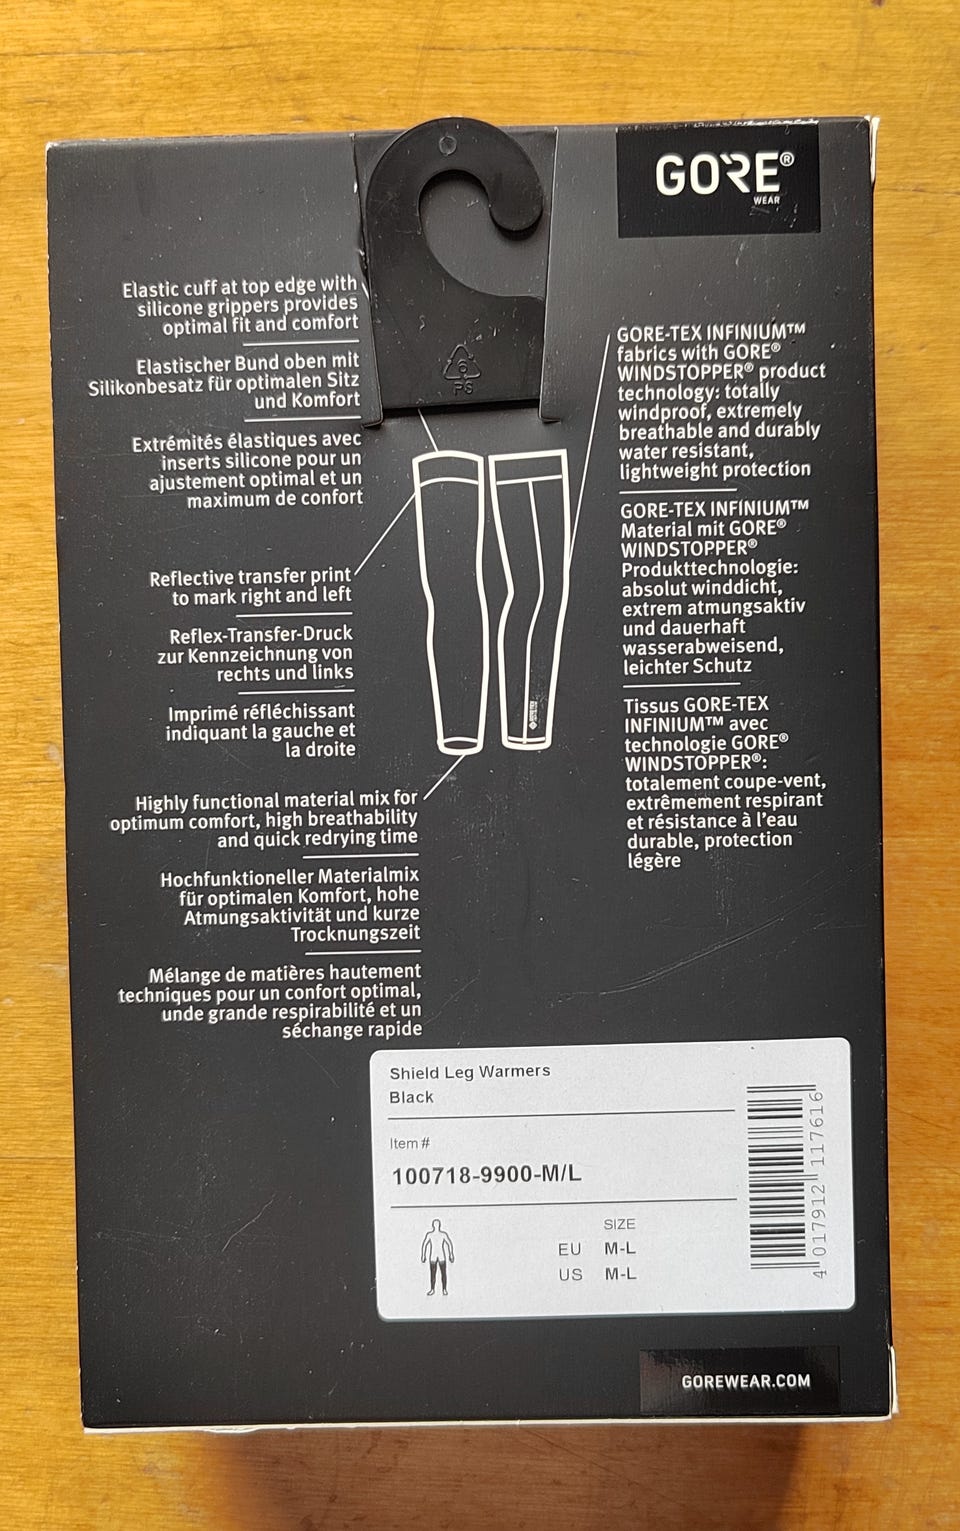 GORE®
WEAR
Elastic cuff at top edge with
silicone grippers provides
optimal fit and comfort
Elastischer Bund oben mit
Silikonbesatz für optimalen Sitz
und Komfort
Extrémités élastiques avec
inserts silicone pour un
ajustement optimal et un
maximum de confort
Reflective transfer print
to mark right and left
Reflex-Transfer-Druck
zur Kennzeichnung von
rechts und links
Imprimé réfléchissant
indiquant la gauche et
la droite
Highly functional material mix for
optimum comfort, high breathability
and quick redrying time
Hochfunktioneller Materialmix
für optimalen Komfort, hohe
Atmungsaktivität und kurze
Trocknungszeit
Mélange de matières hautement
techniques pour un confort optimal,
unde grande respirabilité et un
séchange rapide
6
PS
GORE-TEX INFINIUM™
fabrics with GORE®
WINDSTOPPER® product
technology: totally
windproof, extremely
breathable and durably
water resistant,
lightweight protection
GORE-TEX INFINIUM™
Material mit GORE®
WINDSTOPPER®
Produkttechnologie:
absolut winddicht,
extrem atmungsaktiv
und dauerhaft
wasserabweisend,
leichter Schutz
Tissus GORE-TEX
INFINIUM™ avec
technologie GORE®
WINDSTOPPER®:
totalement coupe-vent,
extrêmement respirant
et résistance à l'eau
durable, protection
légère
Shield Leg Warmers
Black
Item #
100718-9900-M/L
SIZE
EU M-L
US M-L
4 017912 117616
GOREWEAR.COM